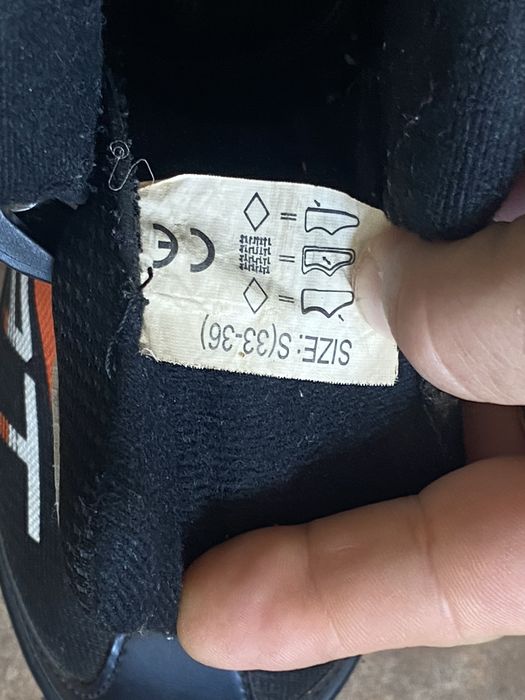 SIZE: S(33-36)
=
=
=
CE